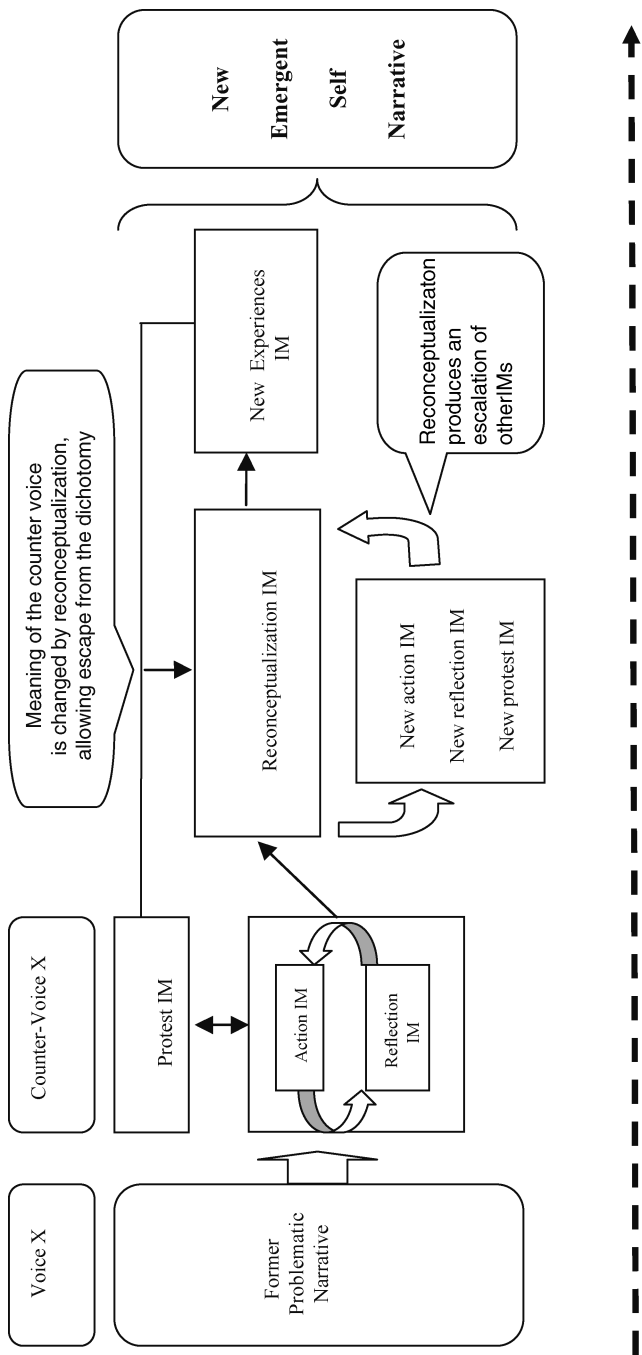 Voice X
Counter-Voice X
Meaning of the counter voice
is changed by reconceptualization,
allowing escape from the dichotomy
Former
Problematic
Narrative
Protest IM
Action IM
Reflection
IM
Reconceptualization IM
New action IM
New reflection IM
New protest IM
New Experiences
IM
Reconceptualizaton
produces an
escalation of
otherIMs
New
Emergent
Self
Narrative